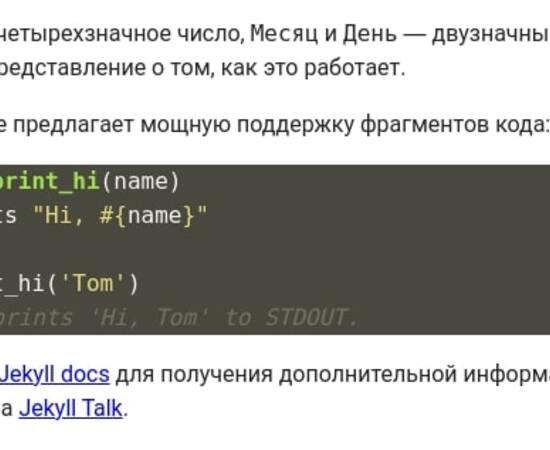 четырехзначное число, Месяц и День — двузначны
редставление о том, как это работает.
е предлагает мощную поддержку фрагментов кода:
print_hi(name)
ts "Hi, #{name}"
t_hi('Tom')
prints 'Hi, Tom' to STDOUT.
Jekyll docs для получения дополнительной информа
а Jekyll Talk.